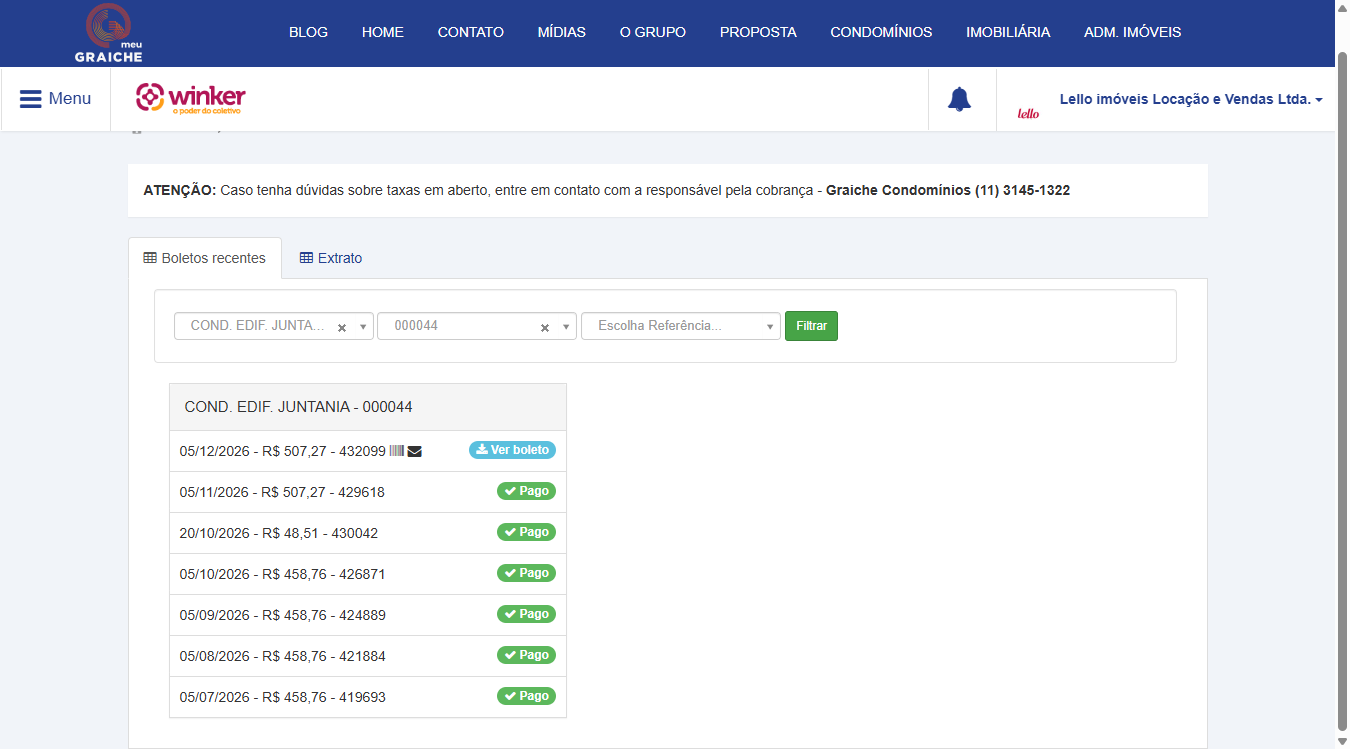 meu
GRAICHE
BLOG HOME CONTATO MÍDIAS O GRUPO PROPOSTA CONDOMÍNIOS IMOBILIÁRIA ADM. IMÓVEIS
Menu
winker
o poder do coletivo
lello
Lello imóveis Locação e Vendas Ltda.
ATENÇÃO: Caso tenha dúvidas sobre taxas em aberto, entre em contato com a responsável pela cobrança - Graiche Condomínios (11) 3145-1322
Boletos recentes Extrato
COND. EDIF. JUNTA... × 000044 × Escolha Referência... Filtrar
COND. EDIF. JUNTANIA - 000044
05/12/2026 - R$ 507,27 - 432099 Ver boleto
05/11/2026 - R$ 507,27 - 429618 Pago
20/10/2026 - R$ 48,51 - 430042 Pago
05/10/2026 - R$ 458,76 - 426871 Pago
05/09/2026 - R$ 458,76 - 424889 Pago
05/08/2026 - R$ 458,76 - 421884 Pago
05/07/2026 - R$ 458,76 - 419693 Pago